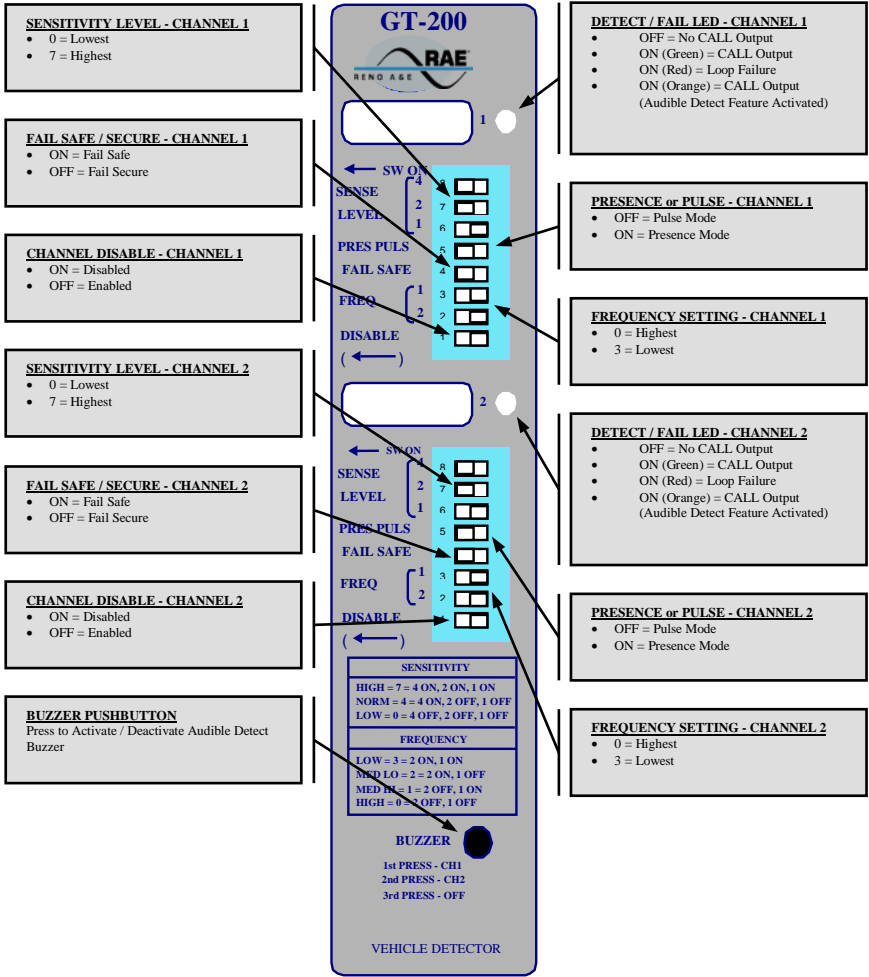 SENSITIVITY LEVEL - CHANNEL 1
• 0 = Lowest
• 7 = Highest
FAIL SAFE / SECURE - CHANNEL 1
• ON = Fail Safe
• OFF = Fail Secure
CHANNEL DISABLE - CHANNEL 1
• ON = Disabled
• OFF = Enabled
SENSITIVITY LEVEL - CHANNEL 2
• 0 = Lowest
• 7 = Highest
FAIL SAFE / SECURE - CHANNEL 2
• ON = Fail Safe
• OFF = Fail Secure
CHANNEL DISABLE - CHANNEL 2
• ON = Disabled
• OFF = Enabled
BUZZER PUSHBUTTON
Press to Activate / Deactivate Audible Detect
Buzzer
GT-200
RAE
RENO A&E
1
SW ON
4 8
SENSE
2 7
LEVEL
1 6
PRES PULS 5
FAIL SAFE 4
1 3
FREQ
2 2
DISABLE 1
( )
2
SW ON
4 8
SENSE
2 7
LEVEL
1 6
PRES PULS 5
FAIL SAFE
1 3
FREQ
2 2
DISABLE
( )
SENSITIVITY
HIGH = 7 = 4 ON, 2 ON, 1 ON
NORM = 4 = 4 ON, 2 OFF, 1 OFF
LOW = 0 = 4 OFF, 2 OFF, 1 OFF
FREQUENCY
LOW = 3 = 2 ON, 1 ON
MED LO = 2 = 2 ON, 1 OFF
MED HI = 1 = 2 OFF, 1 ON
HIGH = 0 = 2 OFF, 1 OFF
BUZZER
1st PRESS - CH1
2nd PRESS - CH2
3rd PRESS - OFF
VEHICLE DETECTOR
DETECT / FAIL LED - CHANNEL 1
• OFF = No CALL Output
• ON (Green) = CALL Output
• ON (Red) = Loop Failure
• ON (Orange) = CALL Output
(Audible Detect Feature Activated)
PRESENCE or PULSE - CHANNEL 1
• OFF = Pulse Mode
• ON = Presence Mode
FREQUENCY SETTING - CHANNEL 1
• 0 = Highest
• 3 = Lowest
DETECT / FAIL LED - CHANNEL 2
• OFF = No CALL Output
• ON (Green) = CALL Output
• ON (Red) = Loop Failure
• ON (Orange) = CALL Output
(Audible Detect Feature Activated)
PRESENCE or PULSE - CHANNEL 2
• OFF = Pulse Mode
• ON = Presence Mode
FREQUENCY SETTING - CHANNEL 2
• 0 = Highest
• 3 = Lowest